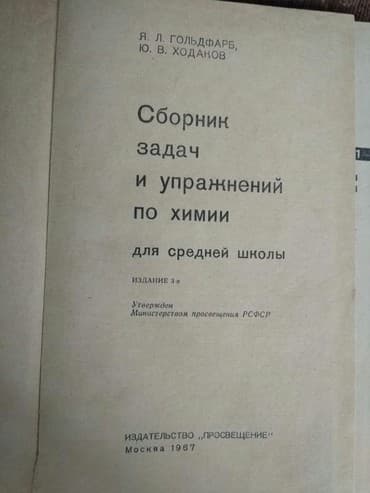 Я. Л. ГОЛЬДФАРБ,
Ю. В. ХОДАКОВ
Сборник
задач
и упражнений
по химии
для средней школы
ИЗДАНИЕ 3-е
Утвержден
Министерством просвещения РСФСР
ИЗДАТЕЛЬСТВО „ПРОСВЕЩЕНИЕ"
Москва 1967